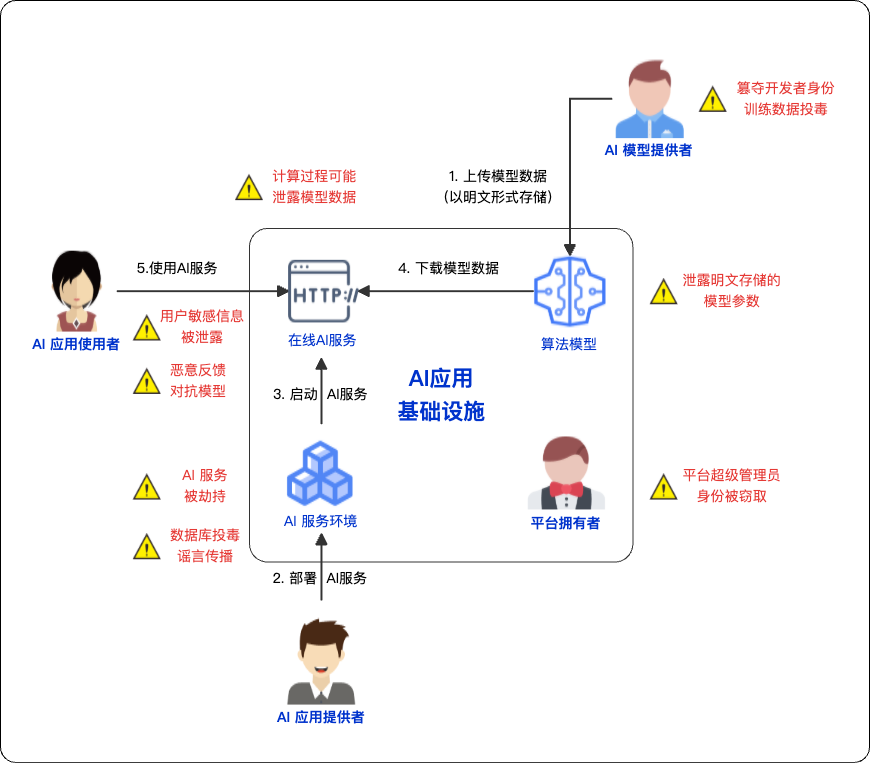 篡夺开发者身份
训练数据投毒
AI 模型提供者
1. 上传模型数据
(以明文形式存储)
计算过程可能
泄露模型数据
5.使用AI服务
4. 下载模型数据
HTTP://
泄露明文存储的
模型参数
用户敏感信息
被泄露
AI 应用使用者
在线AI服务
算法模型
恶意反馈
对抗模型
3. 启动 AI服务
AI应用
基础设施
AI 服务
被劫持
平台超级管理员
身份被窃取
AI 服务环境
平台拥有者
数据库投毒
谣言传播
2. 部署 AI服务
AI 应用提供者